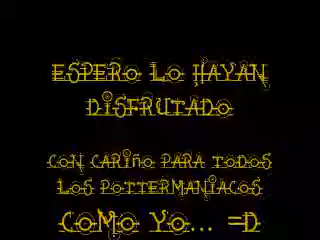 ESPERO LO HAYAN
DISFRUTADO
CON CARIñO PARA TODOS
LOS POTTERMANIACOS
COMO YO... =D